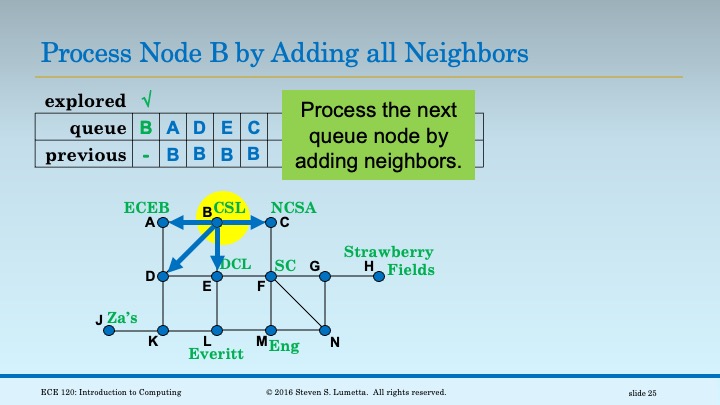 Process Node B by Adding all Neighbors
explored √
queue B A D E C
previous - B B B B
Process the next
queue node by
adding neighbors.
ECEB B CSL NCSA
A C
Strawberry
DCL SC G H Fields
D E F
J Za's
K L M Eng N
Everitt
ECE 120: Introduction to Computing © 2016 Steven S. Lumetta. All rights reserved. slide 25